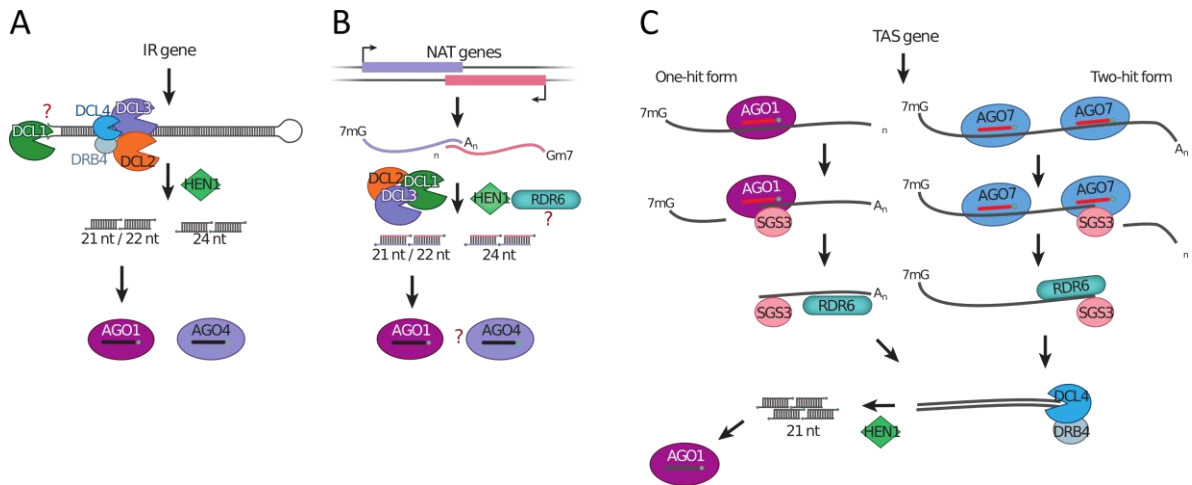 A
IR gene
?
DCL1
DCL4
DCL3
DRB4
DCL2
HEN1
21 nt / 22 nt
24 nt
AGO1
AGO4
B
NAT genes
7mG
An
n
Gm7
DCL2
DCL1
DCL3
HEN1
RDR6
?
21 nt / 22 nt
24 nt
AGO1
?
AGO4
C
TAS gene
One-hit form
Two-hit form
7mG
AGO1
n
7mG
AGO7
AGO7
An
AGO1
7mG
SGS3
An
7mG
AGO7
AGO7
SGS3
n
SGS3
RDR6
An
7mG
RDR6
SGS3
DCL4
DRB4
HEN1
21 nt
AGO1